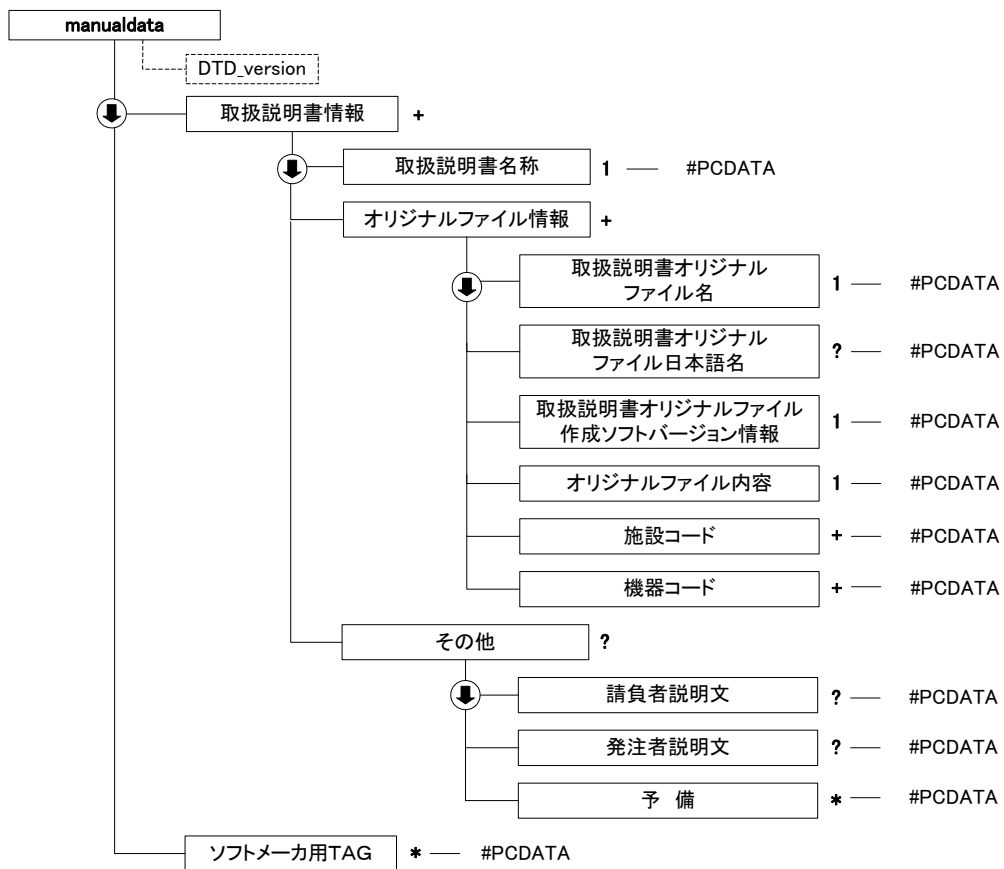 manualdata
DTD_version
取扱説明書情報 +
取扱説明書名称 1 #PCDATA
オリジナルファイル情報 +
取扱説明書オリジナル
ファイル名 1 #PCDATA
取扱説明書オリジナル
ファイル日本語名 ? #PCDATA
取扱説明書オリジナルファイル
作成ソフトバージョン情報 1 #PCDATA
オリジナルファイル内容 1 #PCDATA
施設コード + #PCDATA
機器コード + #PCDATA
その他 ?
請負者説明文 ? #PCDATA
発注者説明文 ? #PCDATA
予 備 * #PCDATA
ソフトメーカ用TAG * #PCDATA